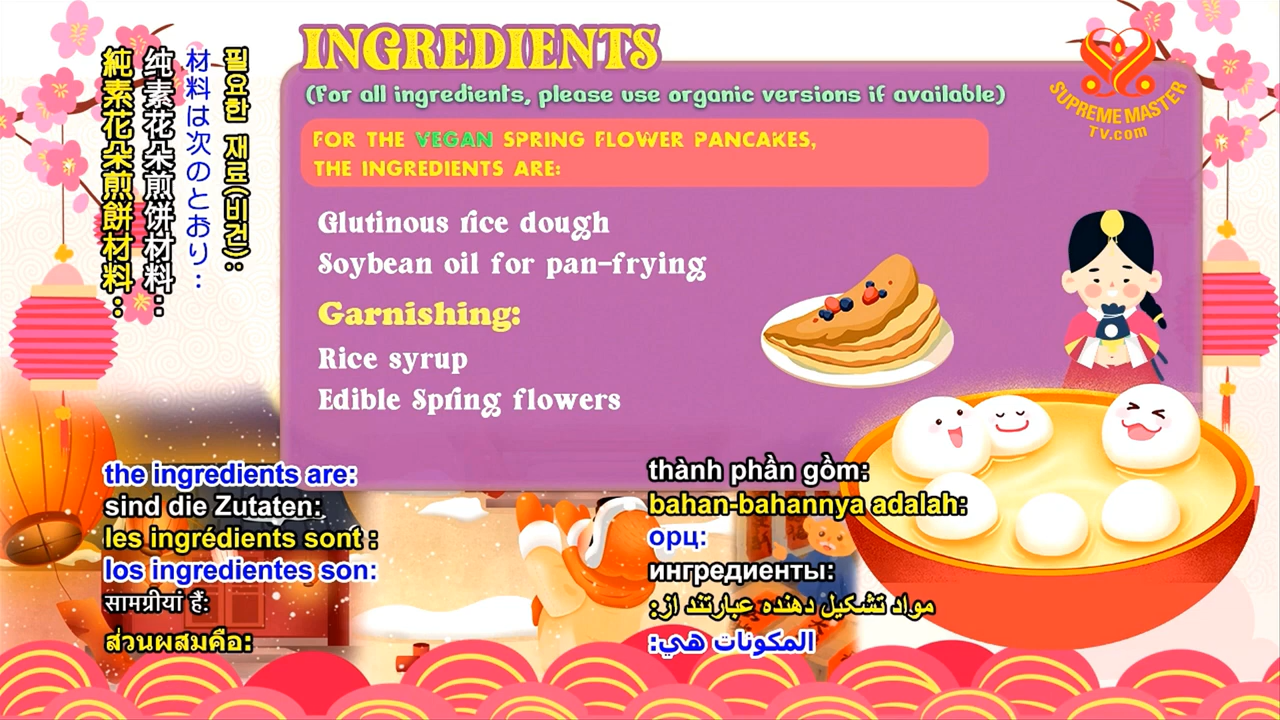 INGREDIENTS
(For all ingredients, please use organic versions if available)
FOR THE VEGAN SPRING FLOWER PANCAKES,
THE INGREDIENTS ARE:
Glutinous rice dough
Soybean oil for pan-frying
Garnishing:
Rice syrup
Edible Spring flowers
SUPREME MASTER
TV.com
필요한 재료(비건):
材料は次のとおり:
纯素花朵煎饼材料:
純素花朵煎餅材料:
the ingredients are:
sind die Zutaten:
les ingrédients sont :
los ingredientes son:
सामग्रीयां हैं:
ส่วนผสมคือ:
thành phần gồm:
bahan-bahannya adalah:
орц:
ингредиенты:
مواد تشکیل دهنده عبارتند از:
المكونات هي: